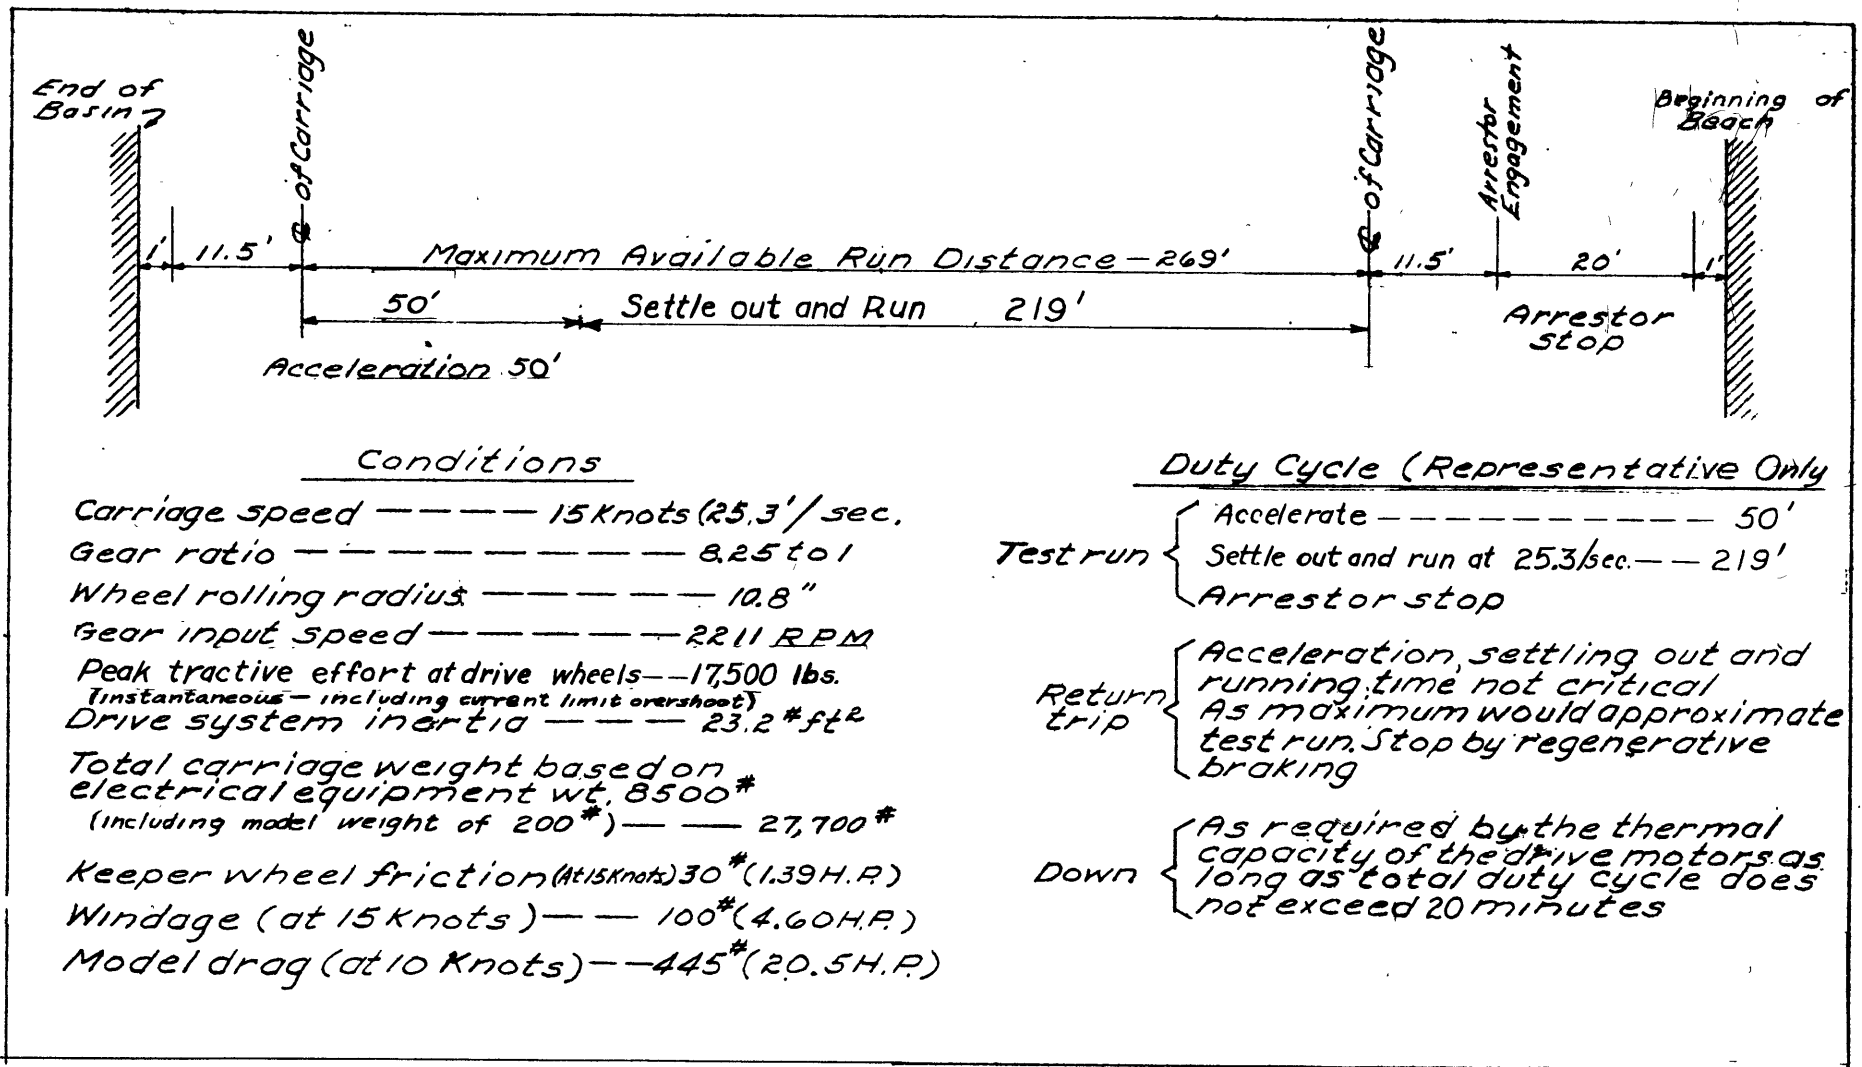 End of
Basin
℄ of Carriage
℄ of Carriage
Arrestor
Engagement
Beginning of
Beach
1'
11.5'
Maximum Available Run Distance — 269'
11.5'
20'
1'
50'
Settle out and Run 219'
Arrestor
stop
Acceleration 50'
Conditions
Carriage speed ———— 15 Knots (25.3'/sec.
Gear ratio ———————— 8.25 to 1
Wheel rolling radius ————— 10.8"
Gear input speed ————— 2211 RPM
Peak tractive effort at drive wheels —— 17,500 lbs.
(instantaneous — including current limit overshoot)
Drive system inertia ——— 23.2 # ft²
Total carriage weight based on
electrical equipment wt. 8500#
(including model weight of 200#) —— 27,700#
Keeper wheel friction (At 15 Knots) 30# (1.39 H.P.)
Windage (at 15 Knots) —— 100# (4.60 H.P.)
Model drag (at 10 Knots) —— 445# (20.5 H.P.)
Duty Cycle (Representative Only
Test run
Accelerate —————————— 50'
Settle out and run at 25.3/sec. —— 219'
Arrestor stop
Return
trip
Acceleration, settling out and
running time not critical
As maximum would approximate
test run. Stop by regenerative
braking
Down
As required by the thermal
capacity of the drive motors as
long as total duty cycle does
not exceed 20 minutes